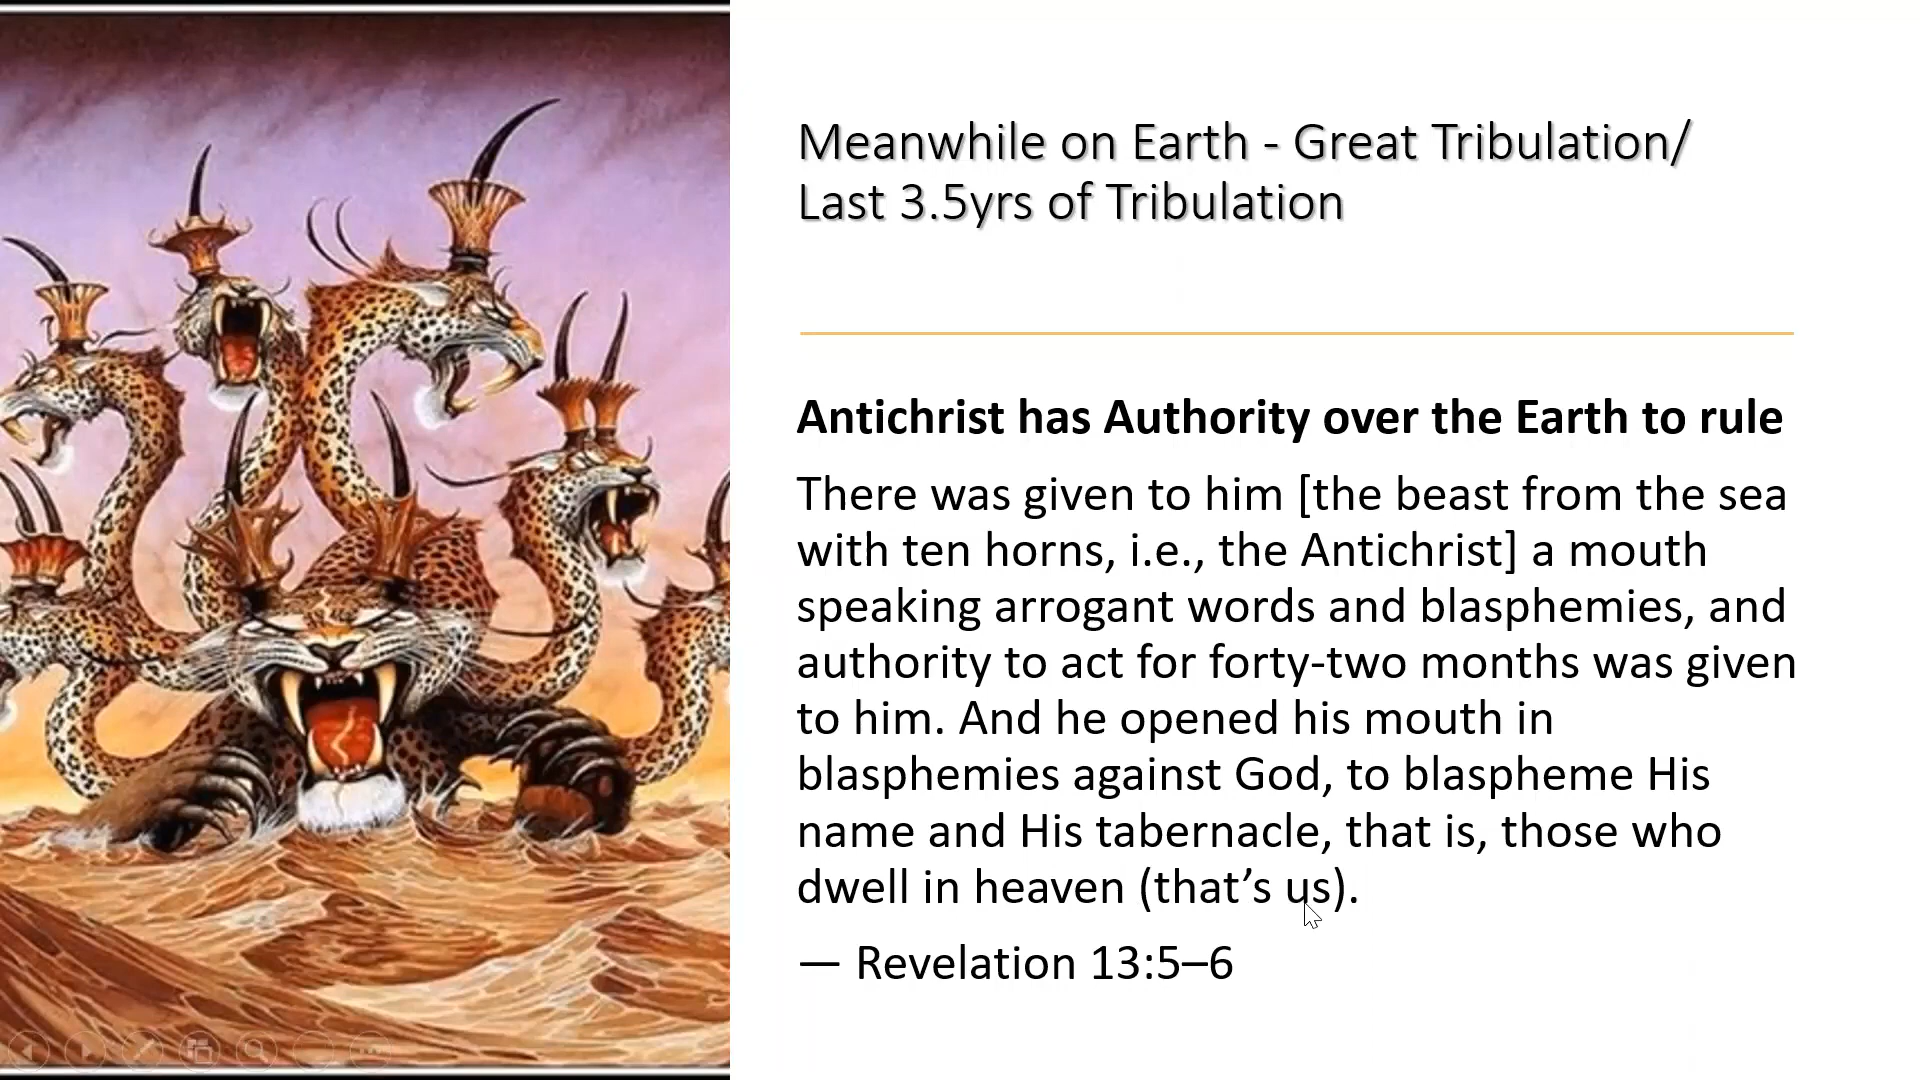 Meanwhile on Earth - Great Tribulation/
Last 3.5yrs of Tribulation
Antichrist has Authority over the Earth to rule
There was given to him [the beast from the sea
with ten horns, i.e., the Antichrist] a mouth
speaking arrogant words and blasphemies, and
authority to act for forty-two months was given
to him. And he opened his mouth in
blasphemies against God, to blaspheme His
name and His tabernacle, that is, those who
dwell in heaven (that’s us).
— Revelation 13:5–6